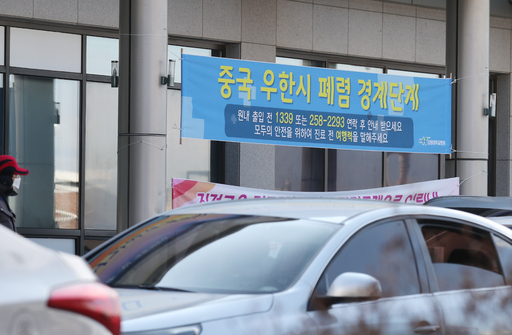 중국 우한시 폐렴 경계단계
원내 출입 전 1339 또는 258-2293 연락 후 안내 받으세요
모두의 안전을 위하여 진료 전 여행력을 말해주세요